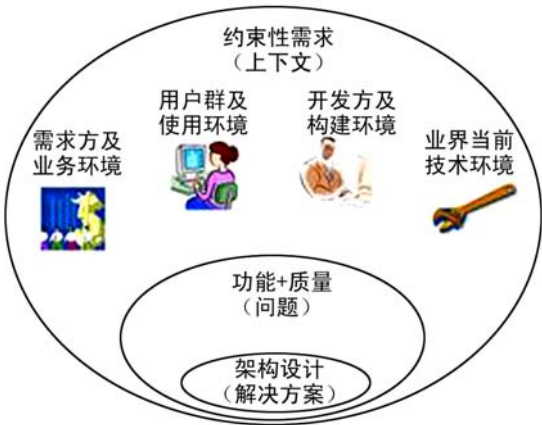 约束性需求
（上下文）
用户群及
使用环境
开发方及
构建环境
需求方及
业务环境
业界当前
技术环境
功能+质量
（问题）
架构设计
（解决方案）